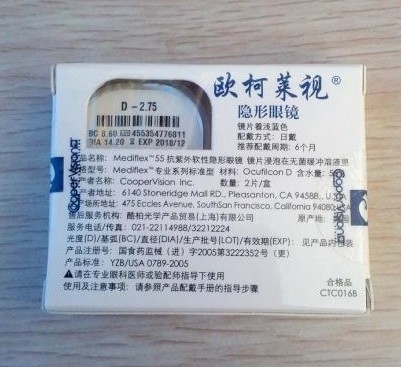 D -2.75
BC 8.60 455354776811
DIA 14.20 EXP 2018/12
欧柯莱视®
隐形眼镜
镜片着浅蓝色
配戴方式：日戴
推荐配戴周期：6个月
产品名称：Mediflex™55 抗紫外软性隐形眼镜 镜片浸泡在无菌缓冲溶液里
规格型号：Mediflex™专业系列标准型 材料：Ocufilcon D 含水量：
生产者名称：CooperVision Inc. 数量：2片/盒
生产者地址：6140 Stoneridge Mall RD., Pleasanton, CA 94588, U.S.A
生产场所地址：475 Eccles Avenue, SouthSan Francisco, California 94080
售后服务机构：酷柏光学产品贸易(上海)有限公司 原产地：美国
服务电话：021-22114988/32212224
光度(D)/基弧(BC)/直径(DIA)/生产批号(LOT)/有效期(EXP)：见产品内包装
注册证号：国食药监械（进）字2005第3222352号（更）
产品标准：YZB/USA 0789-2005
⚠请在专业眼科医师或验配师指导下使用
使用及注意事项：请参照产品配戴者的指导步骤
合格品
CTC016B